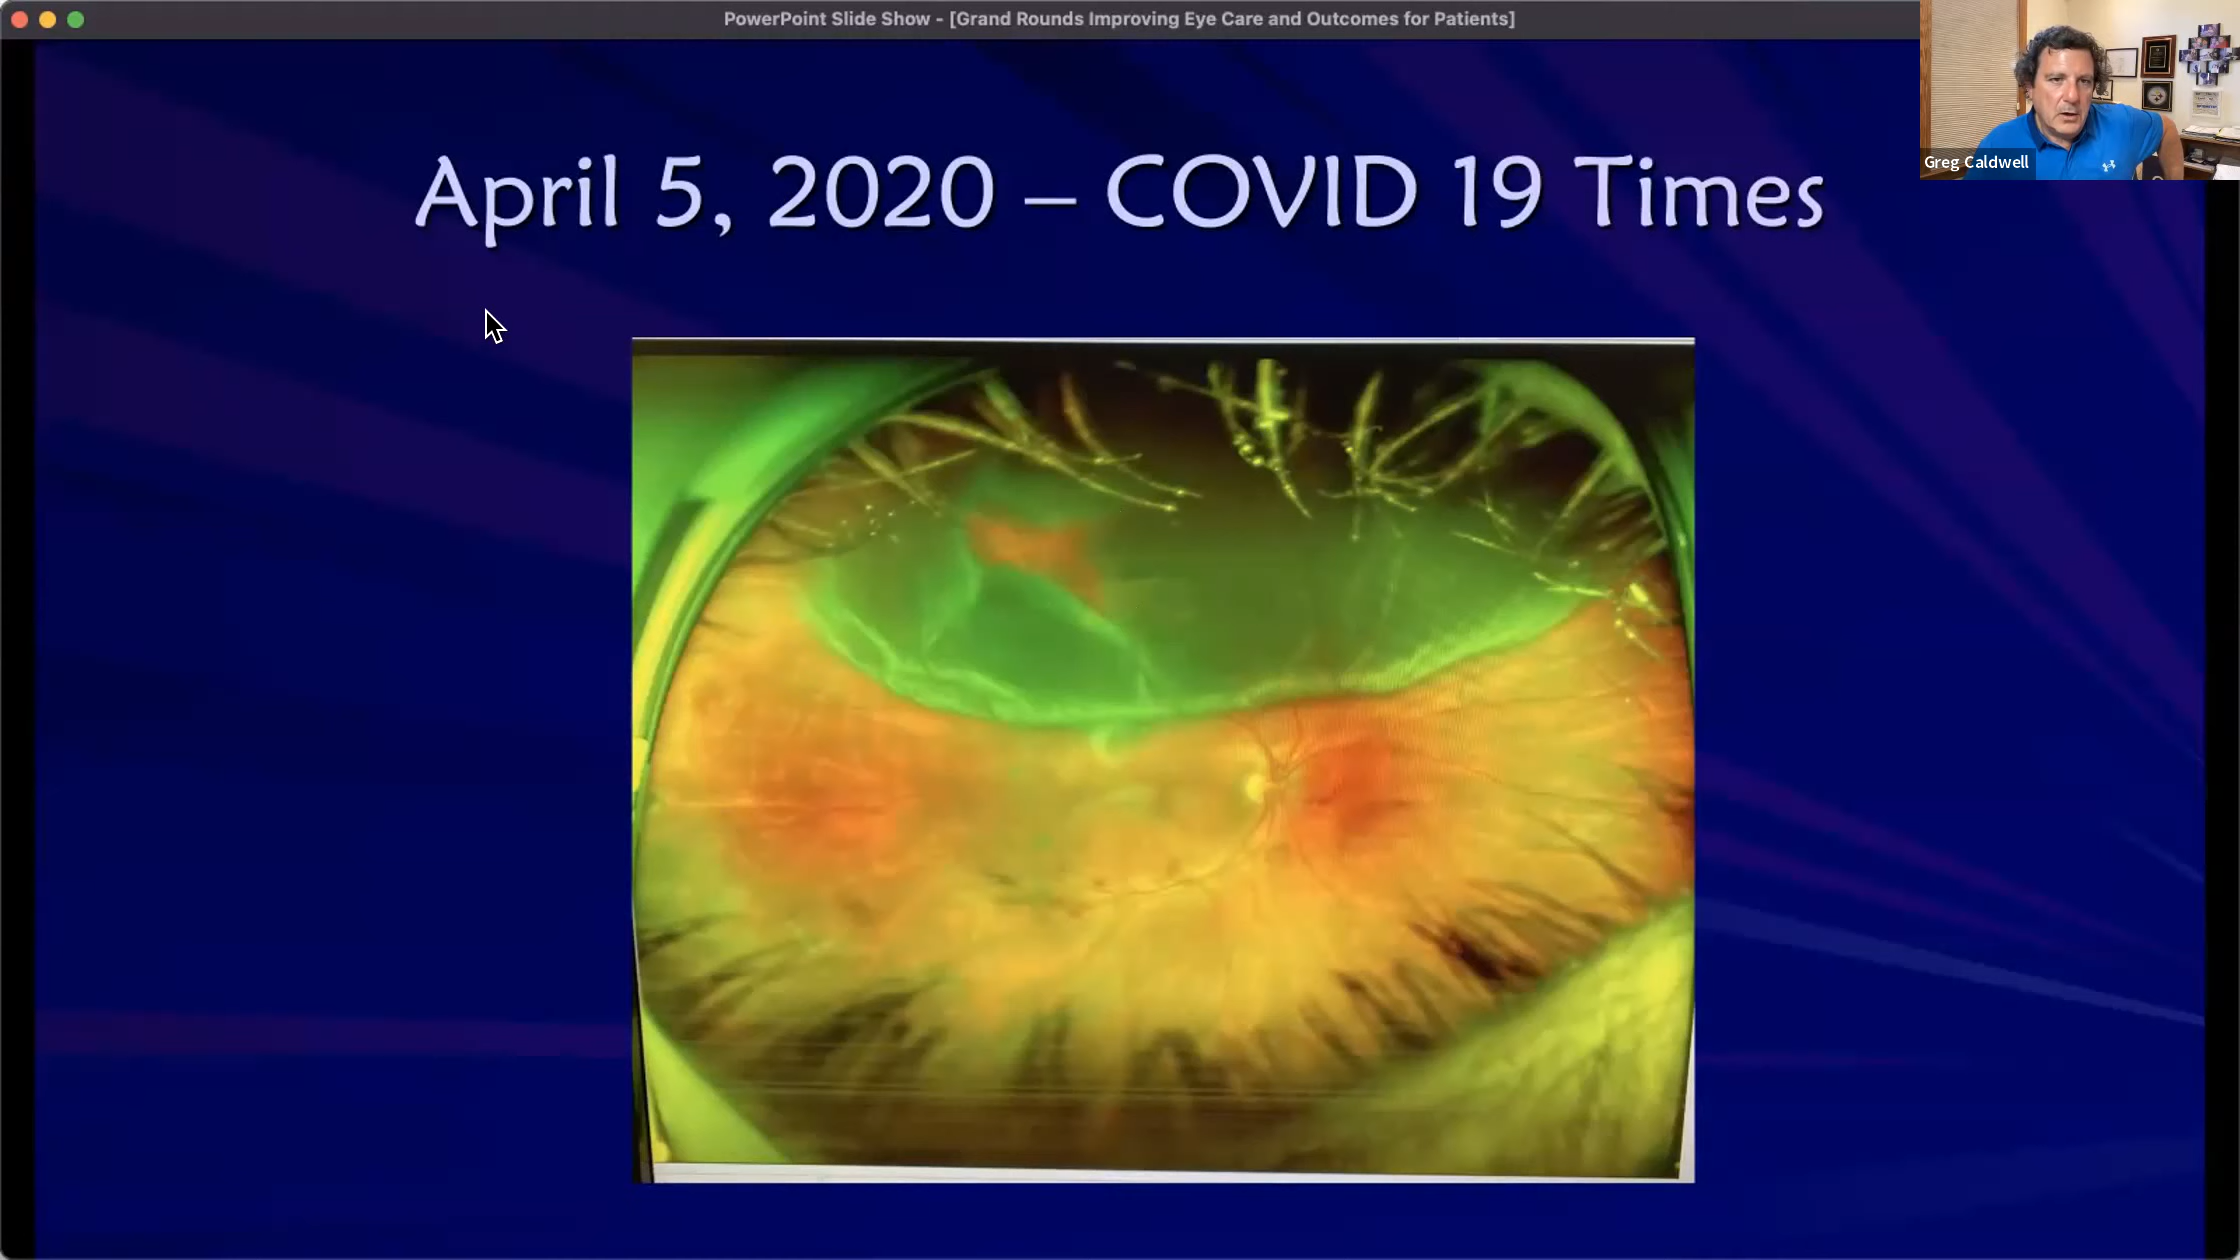 PowerPoint Slide Show - [Grand Rounds Improving Eye Care and Outcomes for Patients]
Greg Caldwell
April 5, 2020 – COVID 19 Times